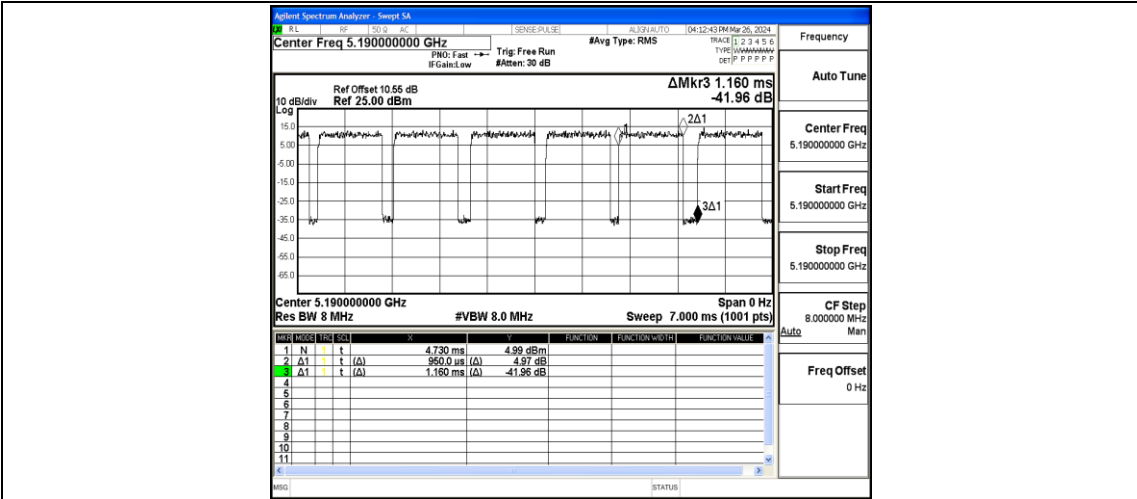 Agilent Spectrum Analyzer - Swept SA
RL RF 50 Ω AC SENSE:PULSE ALIGN AUTO 04:12:43 PM Mar 26, 2024
Center Freq 5.190000000 GHz #Avg Type: RMS TRACE 1 2 3 4 5 6
PNO: Fast Trig: Free Run TYPE WWWWWW
IFGain:Low #Atten: 30 dB DET P P P P P P
Frequency
Auto Tune
Ref Offset 10.55 dB ΔMkr3 1.160 ms
10 dB/div Ref 25.00 dBm -41.96 dB
Log
15.0
5.00
-5.00
-15.0
-25.0
-35.0
-45.0
-55.0
-65.0
2Δ1
3Δ1
Center 5.190000000 GHz Span 0 Hz
Res BW 8 MHz #VBW 8.0 MHz Sweep 7.000 ms (1001 pts)
Center Freq
5.190000000 GHz
Start Freq
5.190000000 GHz
Stop Freq
5.190000000 GHz
CF Step
8.000000 MHz
Auto Man
Freq Offset
0 Hz
MKR MODE TRC SCL X Y FUNCTION FUNCTION WIDTH FUNCTION VALUE
1 N 1 t 4.730 ms 4.99 dBm
2 Δ1 1 t (Δ) 950.0 µs (Δ) 4.97 dB
3 Δ1 1 t (Δ) 1.160 ms (Δ) -41.96 dB
4
5
6
7
8
9
10
11
MSG STATUS